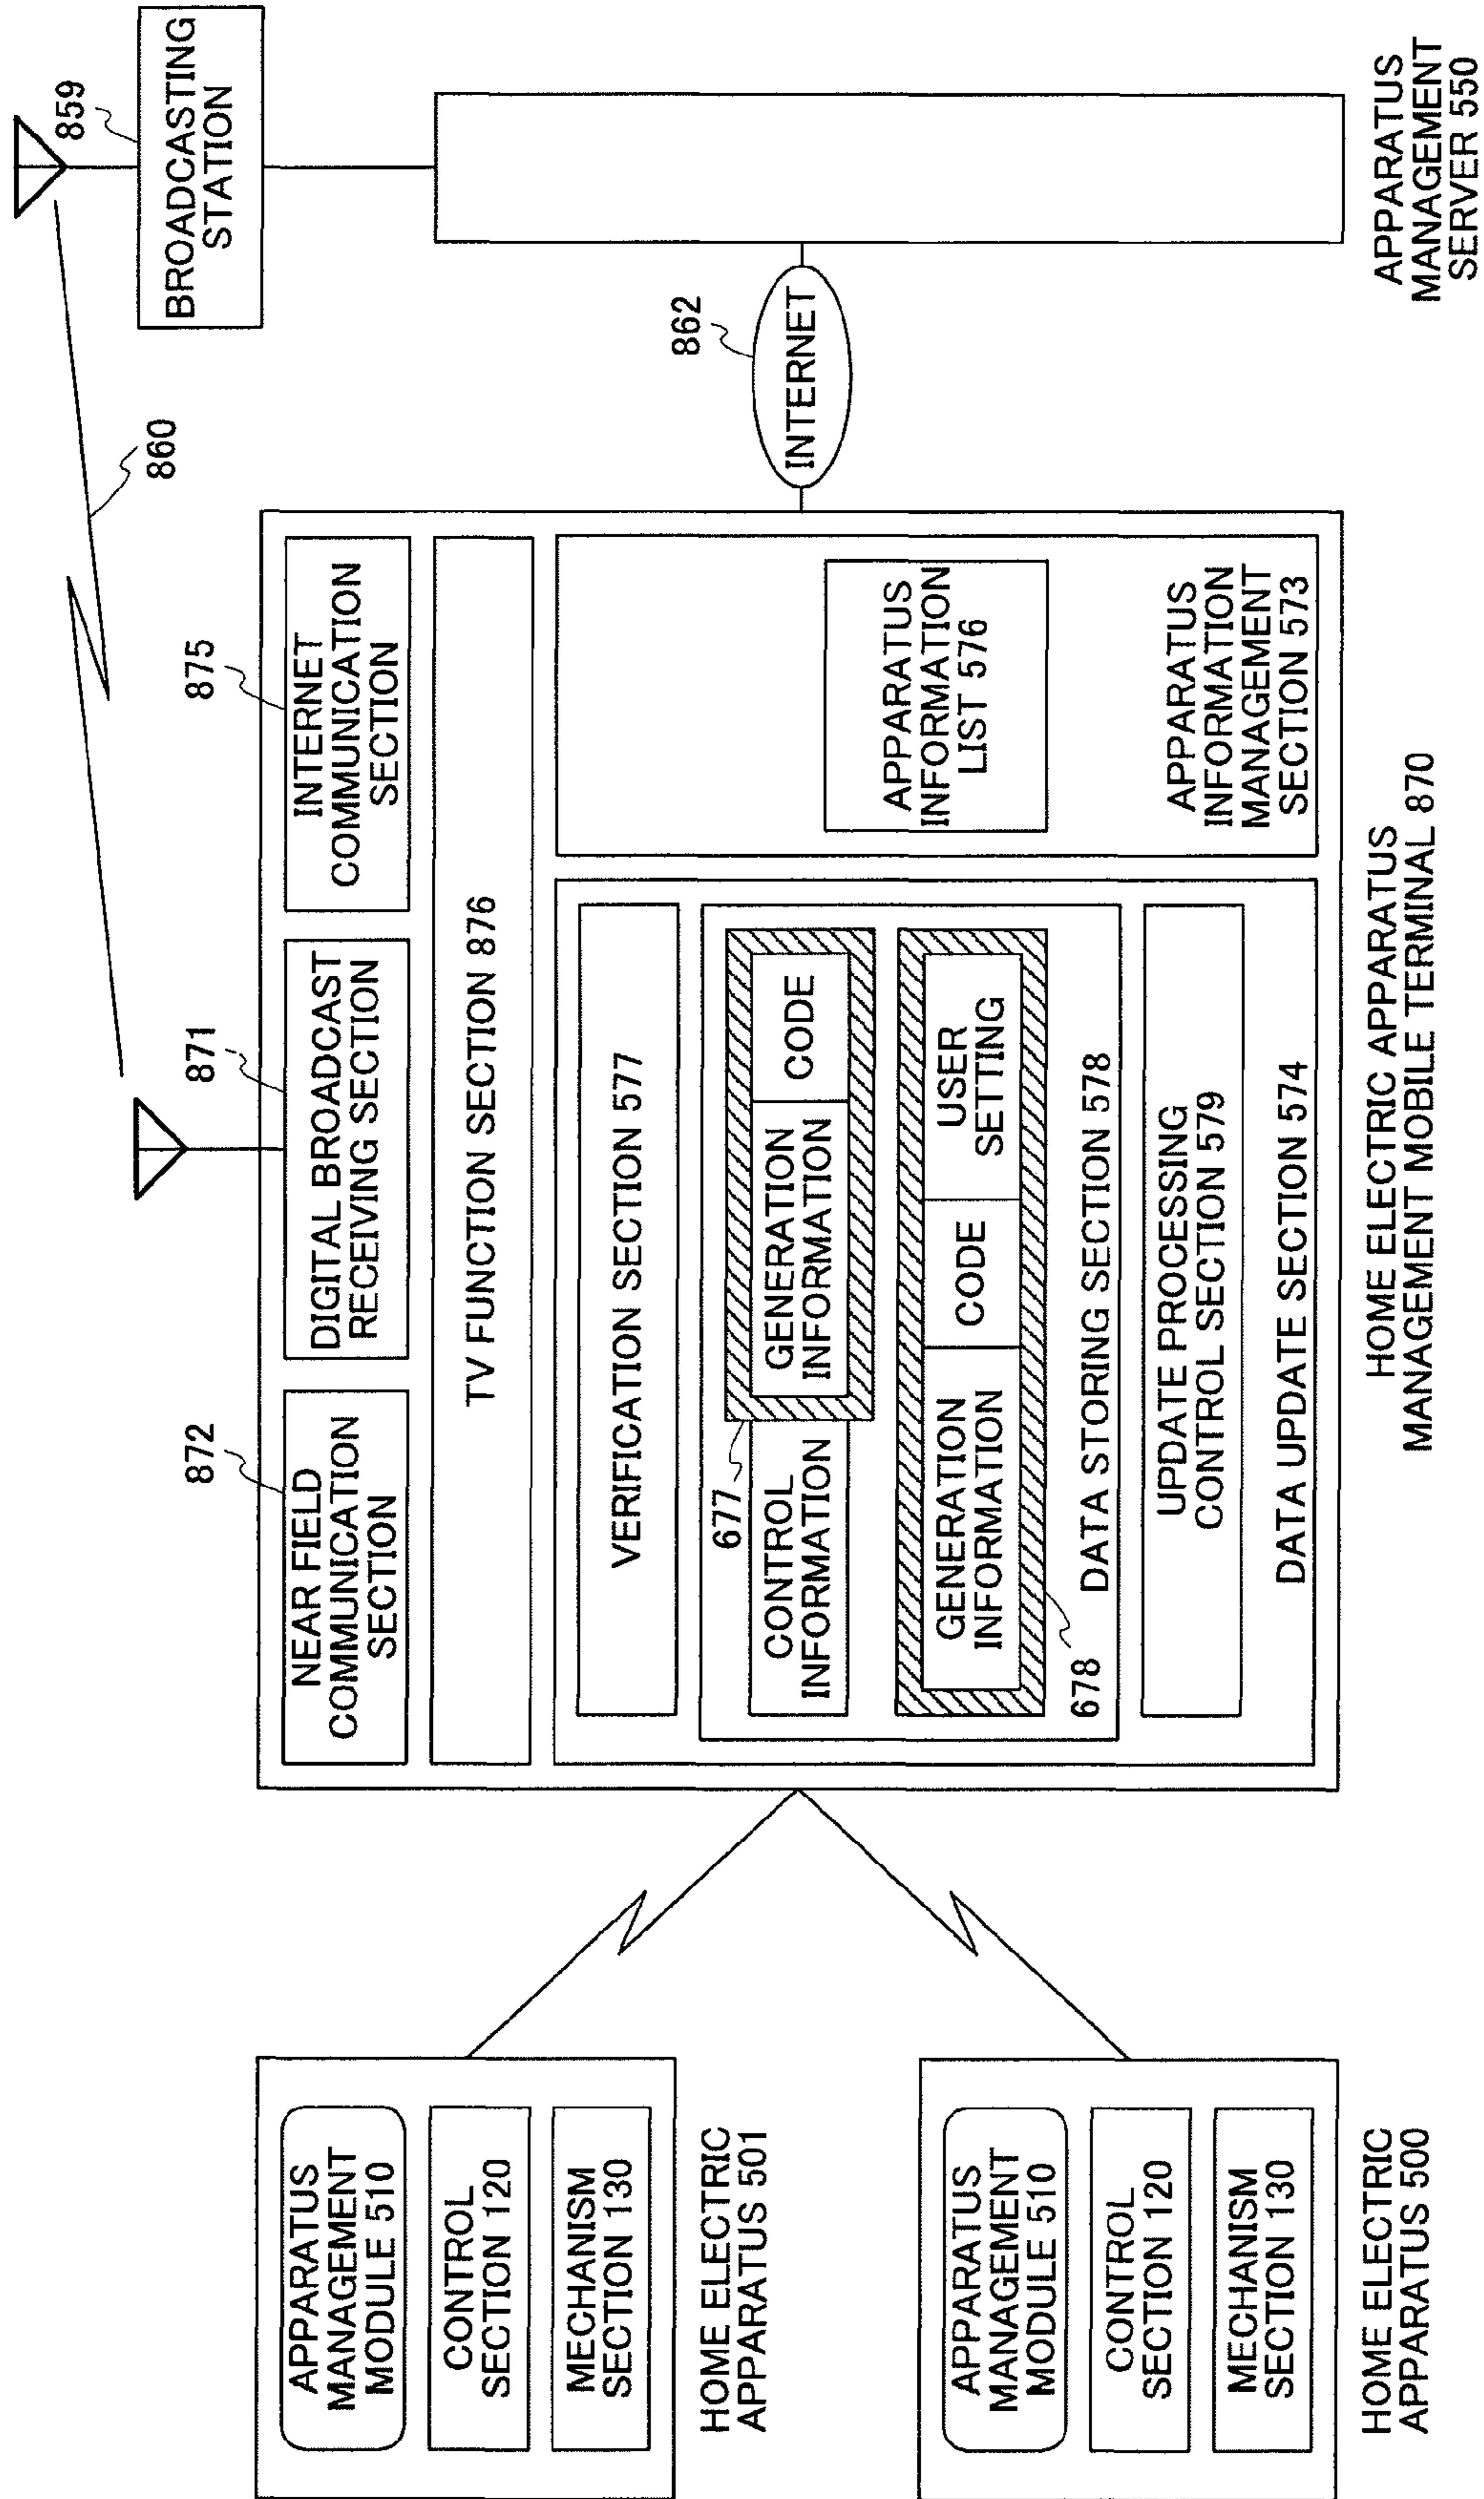 HOME ELECTRIC
APPARATUS 501
APPARATUS
MANAGEMENT
MODULE 510
CONTROL
SECTION 120
MECHANISM
SECTION 130
HOME ELECTRIC
APPARATUS 500
APPARATUS
MANAGEMENT
MODULE 510
CONTROL
SECTION 120
MECHANISM
SECTION 130
872
NEAR FIELD
COMMUNICATION
SECTION
871
DIGITAL BROADCAST
RECEIVING SECTION
875
INTERNET
COMMUNICATION
SECTION
TV FUNCTION SECTION 876
VERIFICATION SECTION 577
677
CONTROL
INFORMATION
GENERATION
INFORMATION
CODE
GENERATION
INFORMATION
CODE
USER
SETTING
678
DATA STORING SECTION 578
UPDATE PROCESSING
CONTROL SECTION 579
DATA UPDATE SECTION 574
APPARATUS
INFORMATION
LIST 576
APPARATUS
INFORMATION
MANAGEMENT
SECTION 573
HOME ELECTRIC APPARATUS
MANAGEMENT MOBILE TERMINAL 870
860
862
INTERNET
859
BROADCASTING
STATION
APPARATUS
MANAGEMENT
SERVER 550